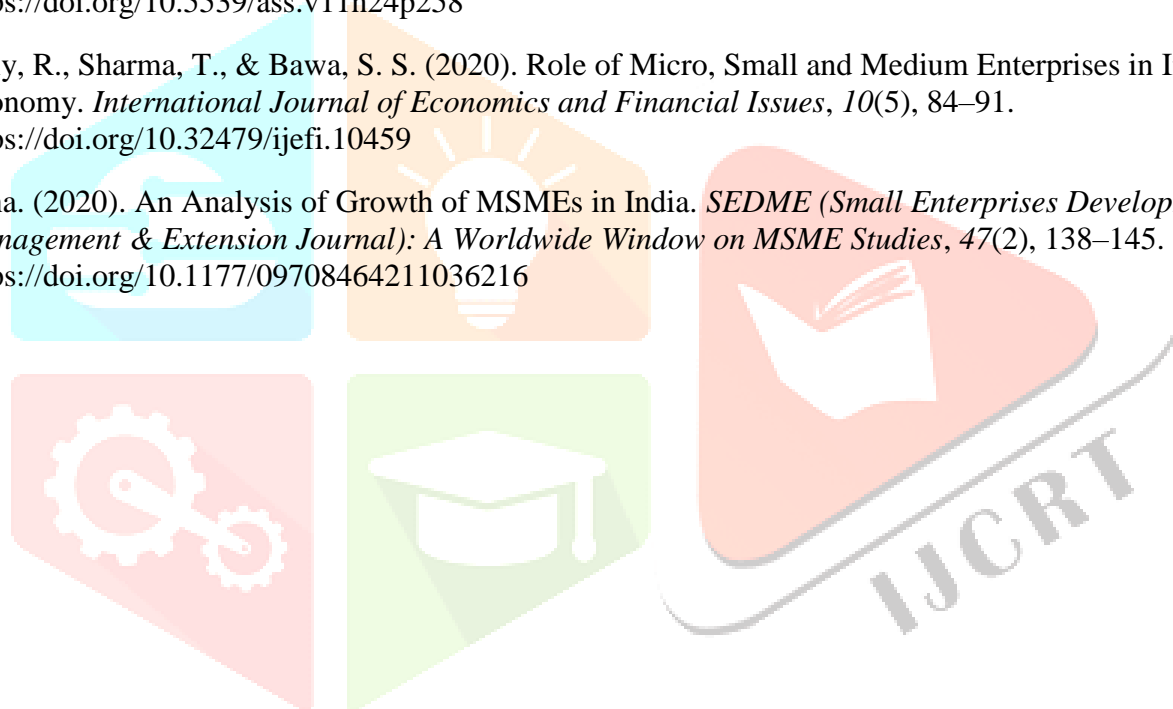 ps://doi.org/10.5539/ass.v11n24p258
y, R., Sharma, T., & Bawa, S. S. (2020). Role of Micro, Small and Medium Enterprises in I
onomy. International Journal of Economics and Financial Issues, 10(5), 84–91.
ps://doi.org/10.32479/ijefi.10459
a. (2020). An Analysis of Growth of MSMEs in India. SEDME (Small Enterprises Develop
nagement & Extension Journal): A Worldwide Window on MSME Studies, 47(2), 138–145.
ps://doi.org/10.1177/09708464211036216
IJCRT